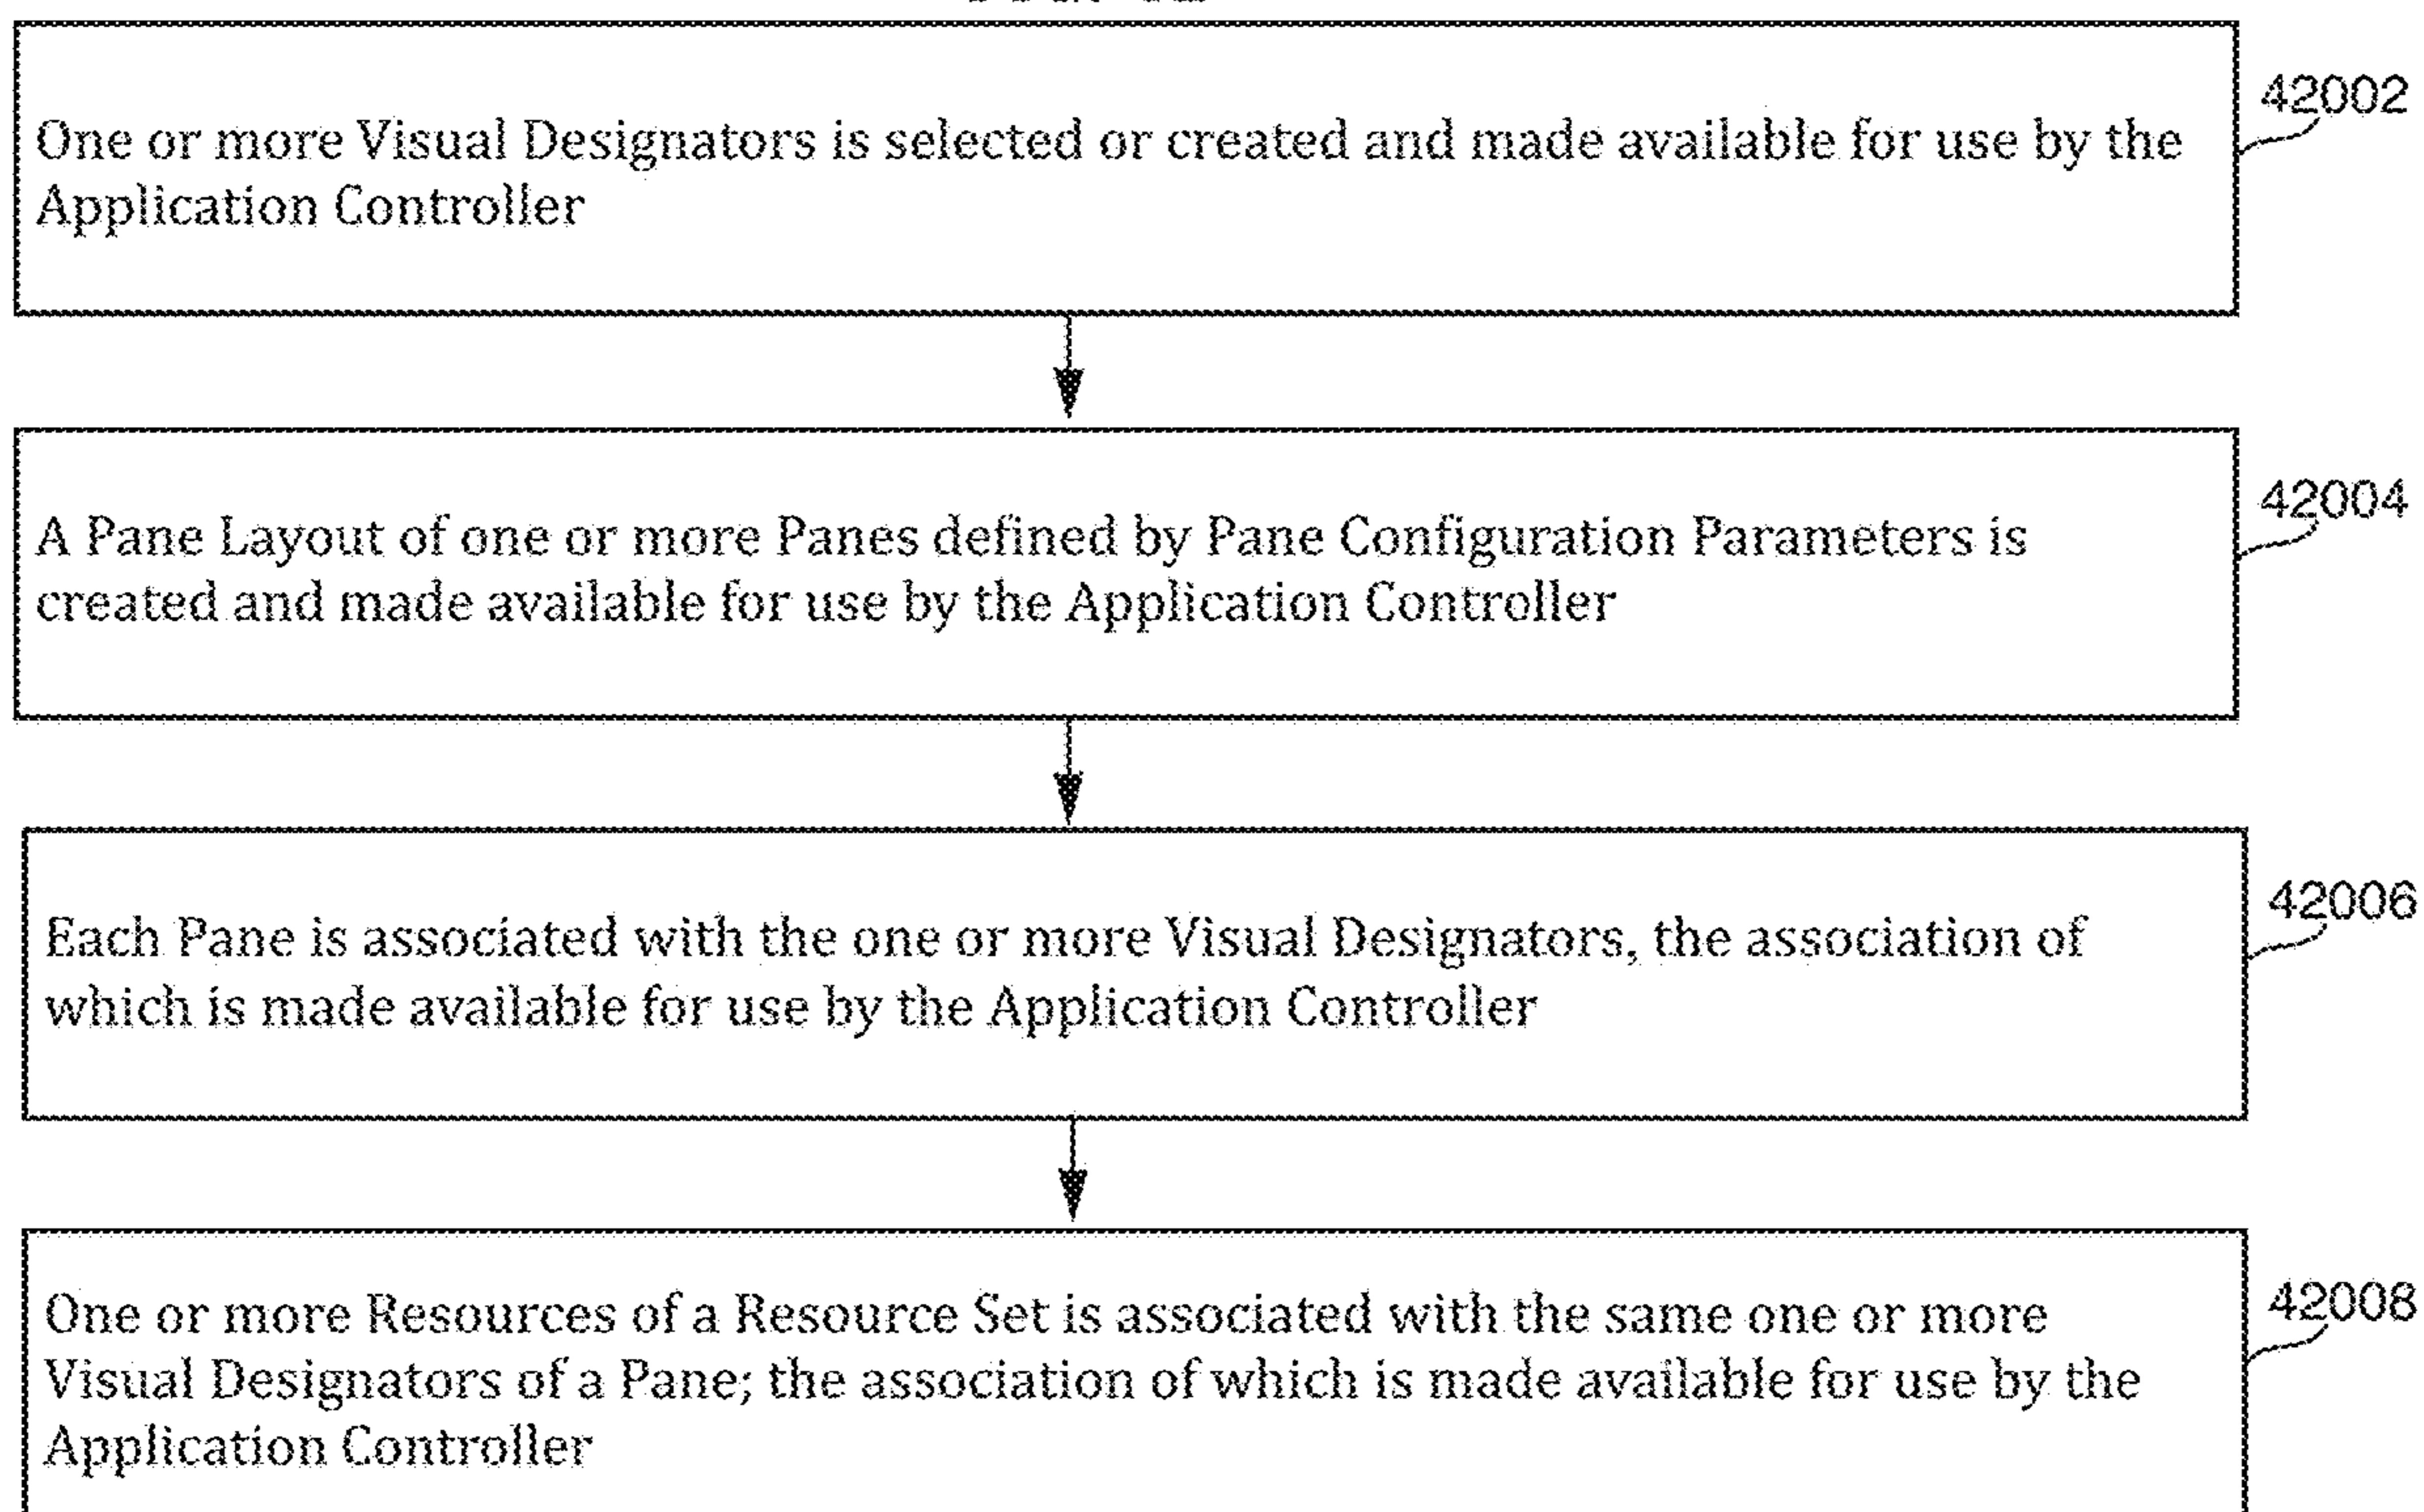 42002
One or more Visual Designators is selected or created and made available for use by the
Application Controller
42004
A Pane Layout of one or more Panes defined by Pane Configuration Parameters is
created and made available for use by the Application Controller
42006
Each Pane is associated with the one or more Visual Designators, the association of
which is made available for use by the Application Controller
42008
One or more Resources of a Resource Set is associated with the same one or more
Visual Designators of a Pane; the association of which is made available for use by the
Application Controller